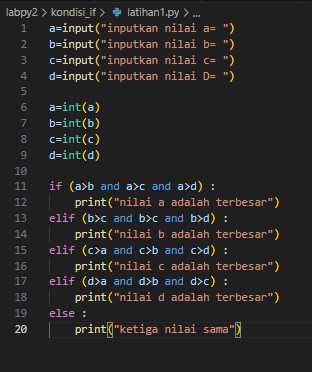 labpy2 > kondisi_if > latihan1.py > ...
1 a=input("inputkan nilai a= ")
2 b=input("inputkan nilai b= ")
3 c=input("inputkan nilai c= ")
4 d=input("inputkan nilai D= ")
5
6 a=int(a)
7 b=int(b)
8 c=int(c)
9 d=int(d)
10
11 if (a>b and a>c and a>d) :
12 print("nilai a adalah terbesar")
13 elif (b>c and b>c and b>d) :
14 print("nilai b adalah terbesar")
15 elif (c>a and c>b and c>d) :
16 print("nilai c adalah terbesar")
17 elif (d>a and d>b and d>c) :
18 print("nilai d adalah terbesar")
19 else :
20 print("ketiga nilai sama")